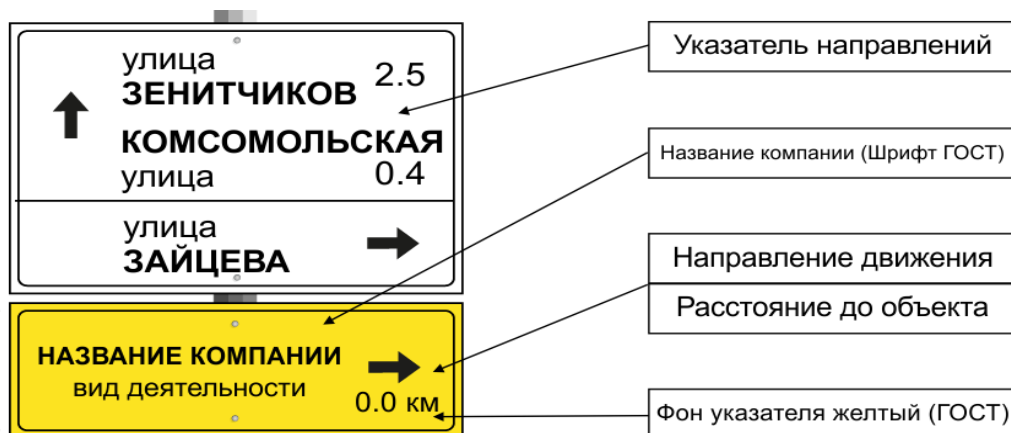 улица
ЗЕНИТЧИКОВ 2.5
КОМСОМОЛЬСКАЯ
улица 0.4
улица
ЗАЙЦЕВА
НАЗВАНИЕ КОМПАНИИ
вид деятельности
0.0 км
Указатель направлений
Название компании (Шрифт ГОСТ)
Направление движения
Расстояние до объекта
Фон указателя желтый (ГОСТ)